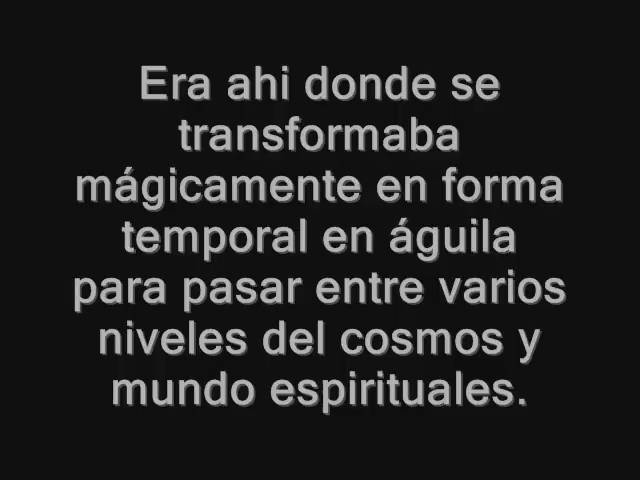 Era ahi donde se
transformaba
mágicamente en forma
temporal en águila
para pasar entre varios
niveles del cosmos y
mundo espirituales.